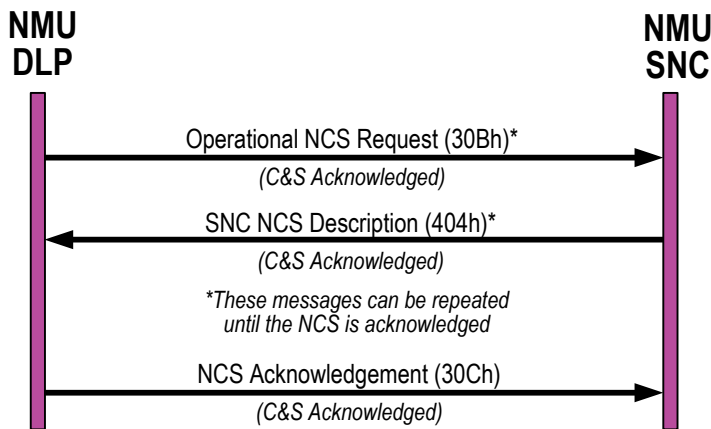 NMU
DLP
NMU
SNC
Operational NCS Request (30Bh)*
(C&S Acknowledged)
SNC NCS Description (404h)*
(C&S Acknowledged)
*These messages can be repeated
until the NCS is acknowledged
NCS Acknowledgement (30Ch)
(C&S Acknowledged)